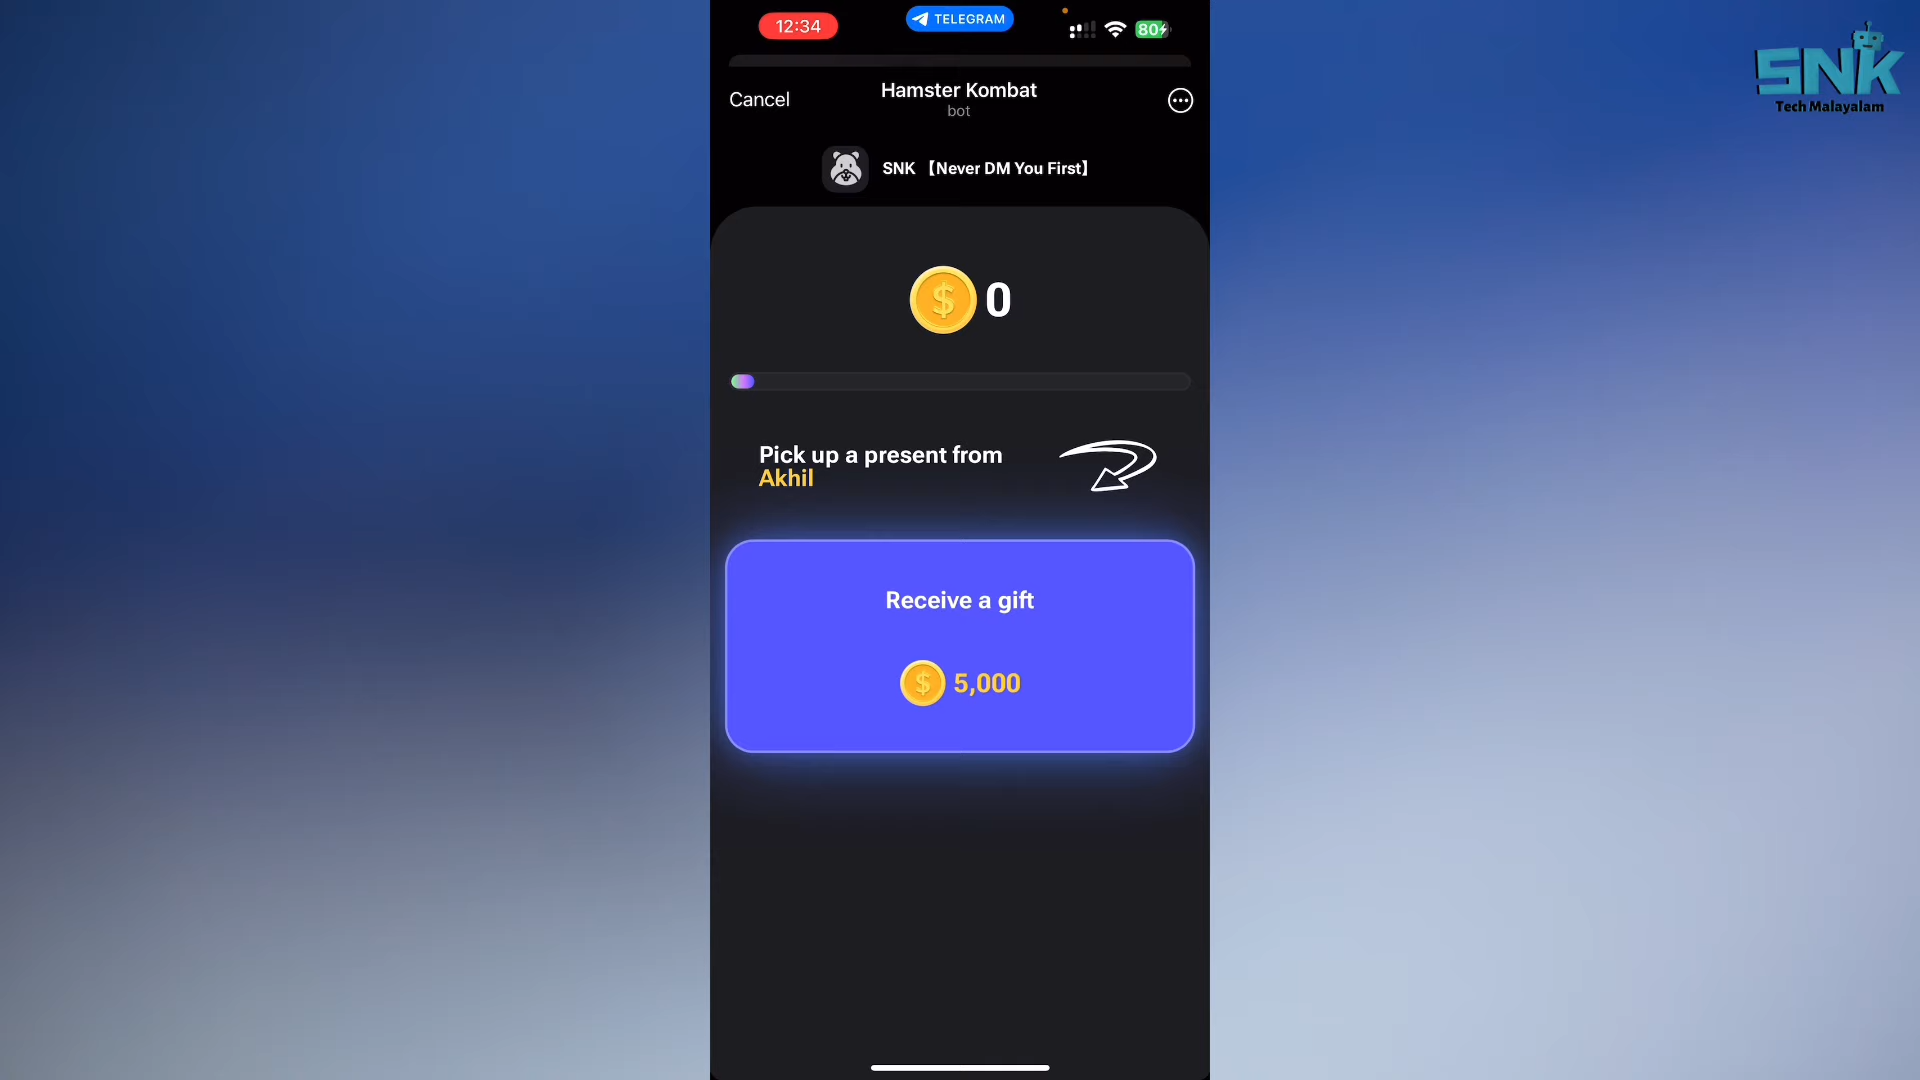 12:34
TELEGRAM
80
Cancel
Hamster Kombat
bot
SNK 【Never DM You First】
$ 0
Pick up a present from
Akhil
Receive a gift
$ 5,000
SNK
Tech Malayalam